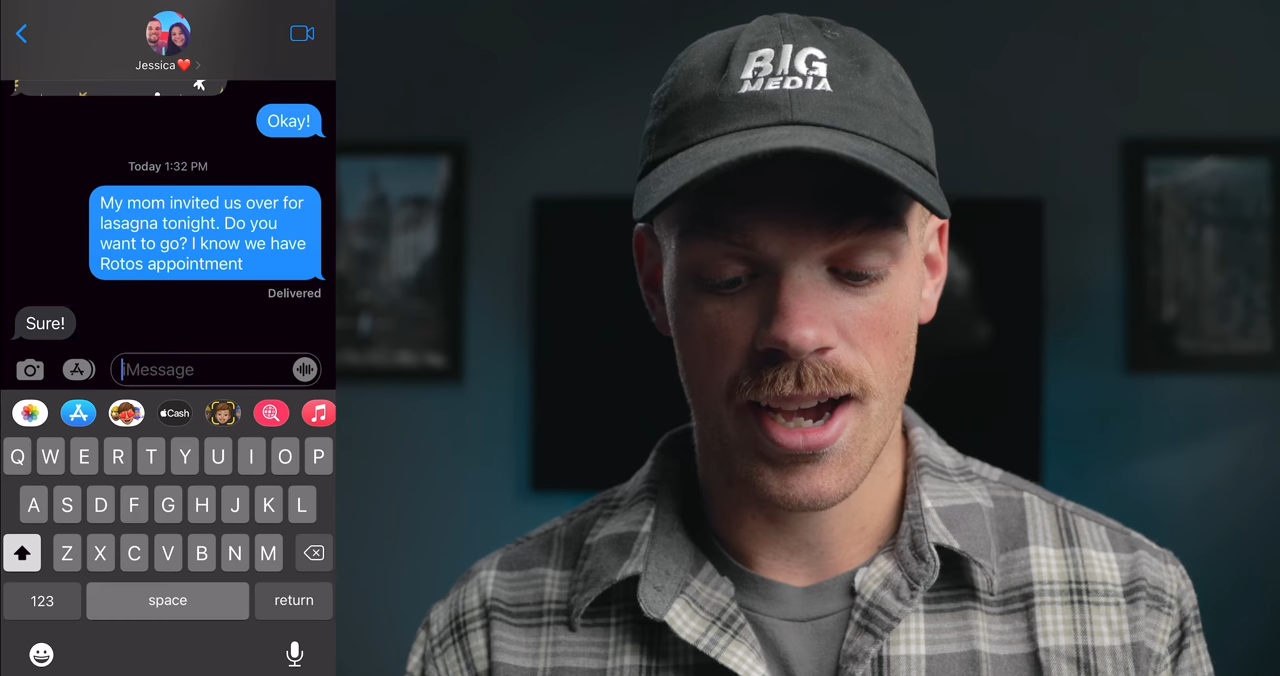 Jessica❤️ >
Okay!
Today 1:32 PM
My mom invited us over for
lasagna tonight. Do you
want to go? I know we have
Rotos appointment
Delivered
Sure!
iMessage
Cash
Q W E R T Y U I O P
A S D F G H J K L
Z X C V B N M
123 space return
BIG
MEDIA